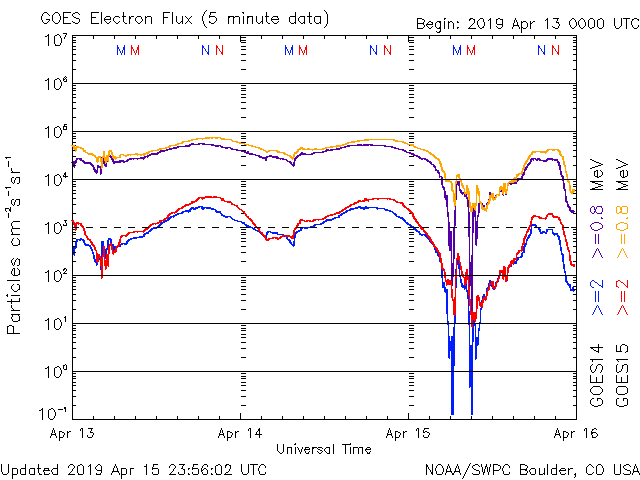 GOES Electron Flux (5 minute data)
Begin: 2019 Apr 13 0000 UTC
M M N N M M N N M M N N
10⁷
10⁶
10⁵
10⁴
10³
10²
10¹
10⁰
10⁻¹
Particles cm⁻²s⁻¹sr⁻¹
Apr 13 Apr 14 Apr 15 Apr 16
Universal Time
GOES14 >=2 >=0.8 MeV
GOES15 >=2 >=0.8 MeV
Updated 2019 Apr 15 23:56:02 UTC
NOAA/SWPC Boulder, CO USA